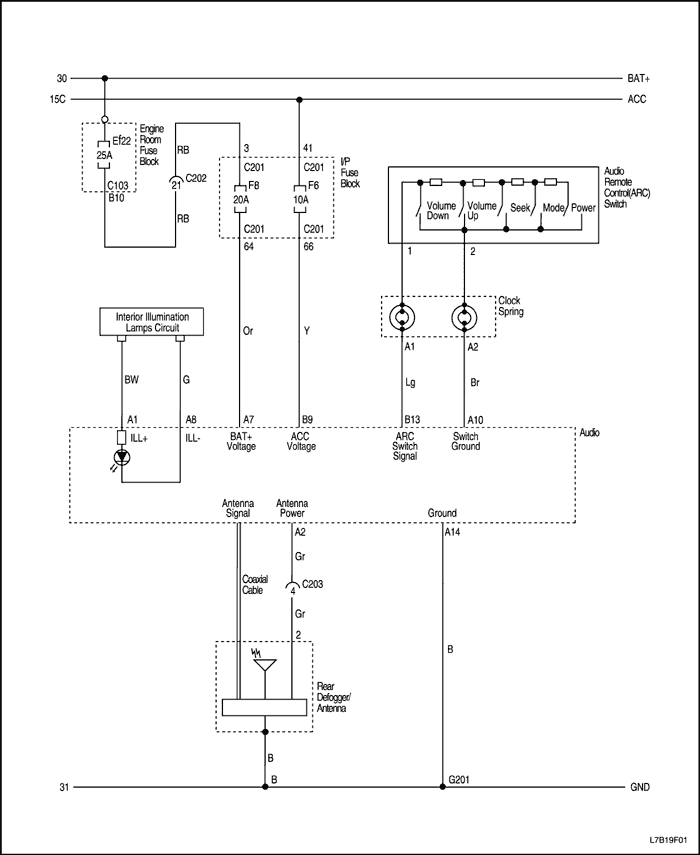 30
BAT+
15C
ACC
Ef22
25A
C103
B10
Engine
Room
Fuse
Block
RB
21
C202
RB
3
41
C201
C201
F8
20A
F6
10A
C201
C201
64
66
I/P
Fuse
Block
Audio
Remote
Control(ARC)
Switch
Volume
Down
Volume
Up
Seek
Mode
Power
1
2
Clock
Spring
A1
A2
Interior Illumination
Lamps Circuit
BW
G
Or
Y
Lg
Br
A1
A8
A7
B9
B13
A10
ILL+
ILL-
BAT+
Voltage
ACC
Voltage
ARC
Switch
Signal
Switch
Ground
Audio
Antenna
Signal
Antenna
Power
Ground
A2
A14
Gr
Coaxial
Cable
4
C203
Gr
2
B
Rear
Defogger/
Antenna
B
31
B
G201
GND
L7B19F01